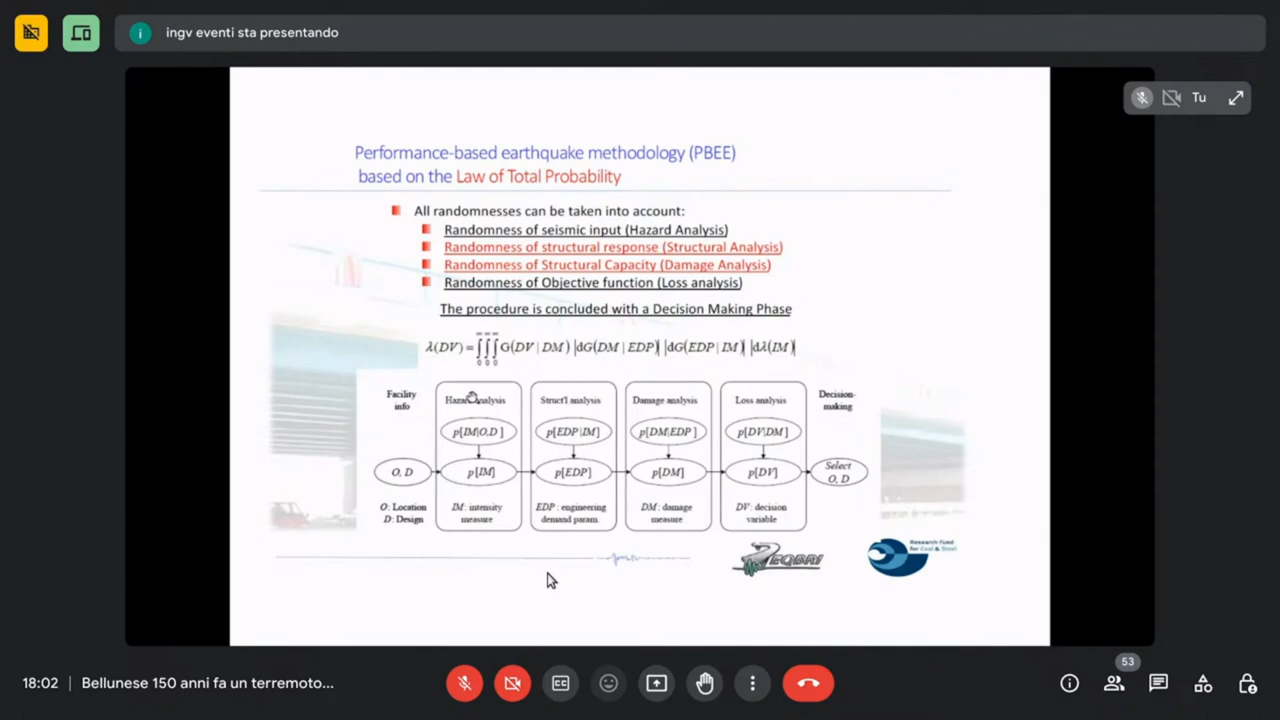 ingv eventi sta presentando
Tu
Performance-based earthquake methodology (PBEE)
based on the Law of Total Probability
All randomnesses can be taken into account:
Randomness of seismic input (Hazard Analysis)
Randomness of structural response (Structural Analysis)
Randomness of Structural Capacity (Damage Analysis)
Randomness of Objective function (Loss analysis)
The procedure is concluded with a Decision Making Phase
λ(DV)=∫∫∫G(DV|DM) |dG(DM|EDP)| |dG(EDP|IM)| |dλ(IM)|
Facility
info
Hazard analysis
Struct'l analysis
Damage analysis
Loss analysis
Decision-
making
p[IM|O,D]
p[EDP|IM]
p[DM|EDP]
p[DV|DM]
O, D
p[IM]
p[EDP]
p[DM]
p[DV]
Select
O, D
O: Location
D: Design
IM: intensity
measure
EDP: engineering
demand param.
DM: damage
measure
DV: decision
variable
Research Fund
for Coal & Steel
18:02 | Bellunese 150 anni fa un terremoto...
53